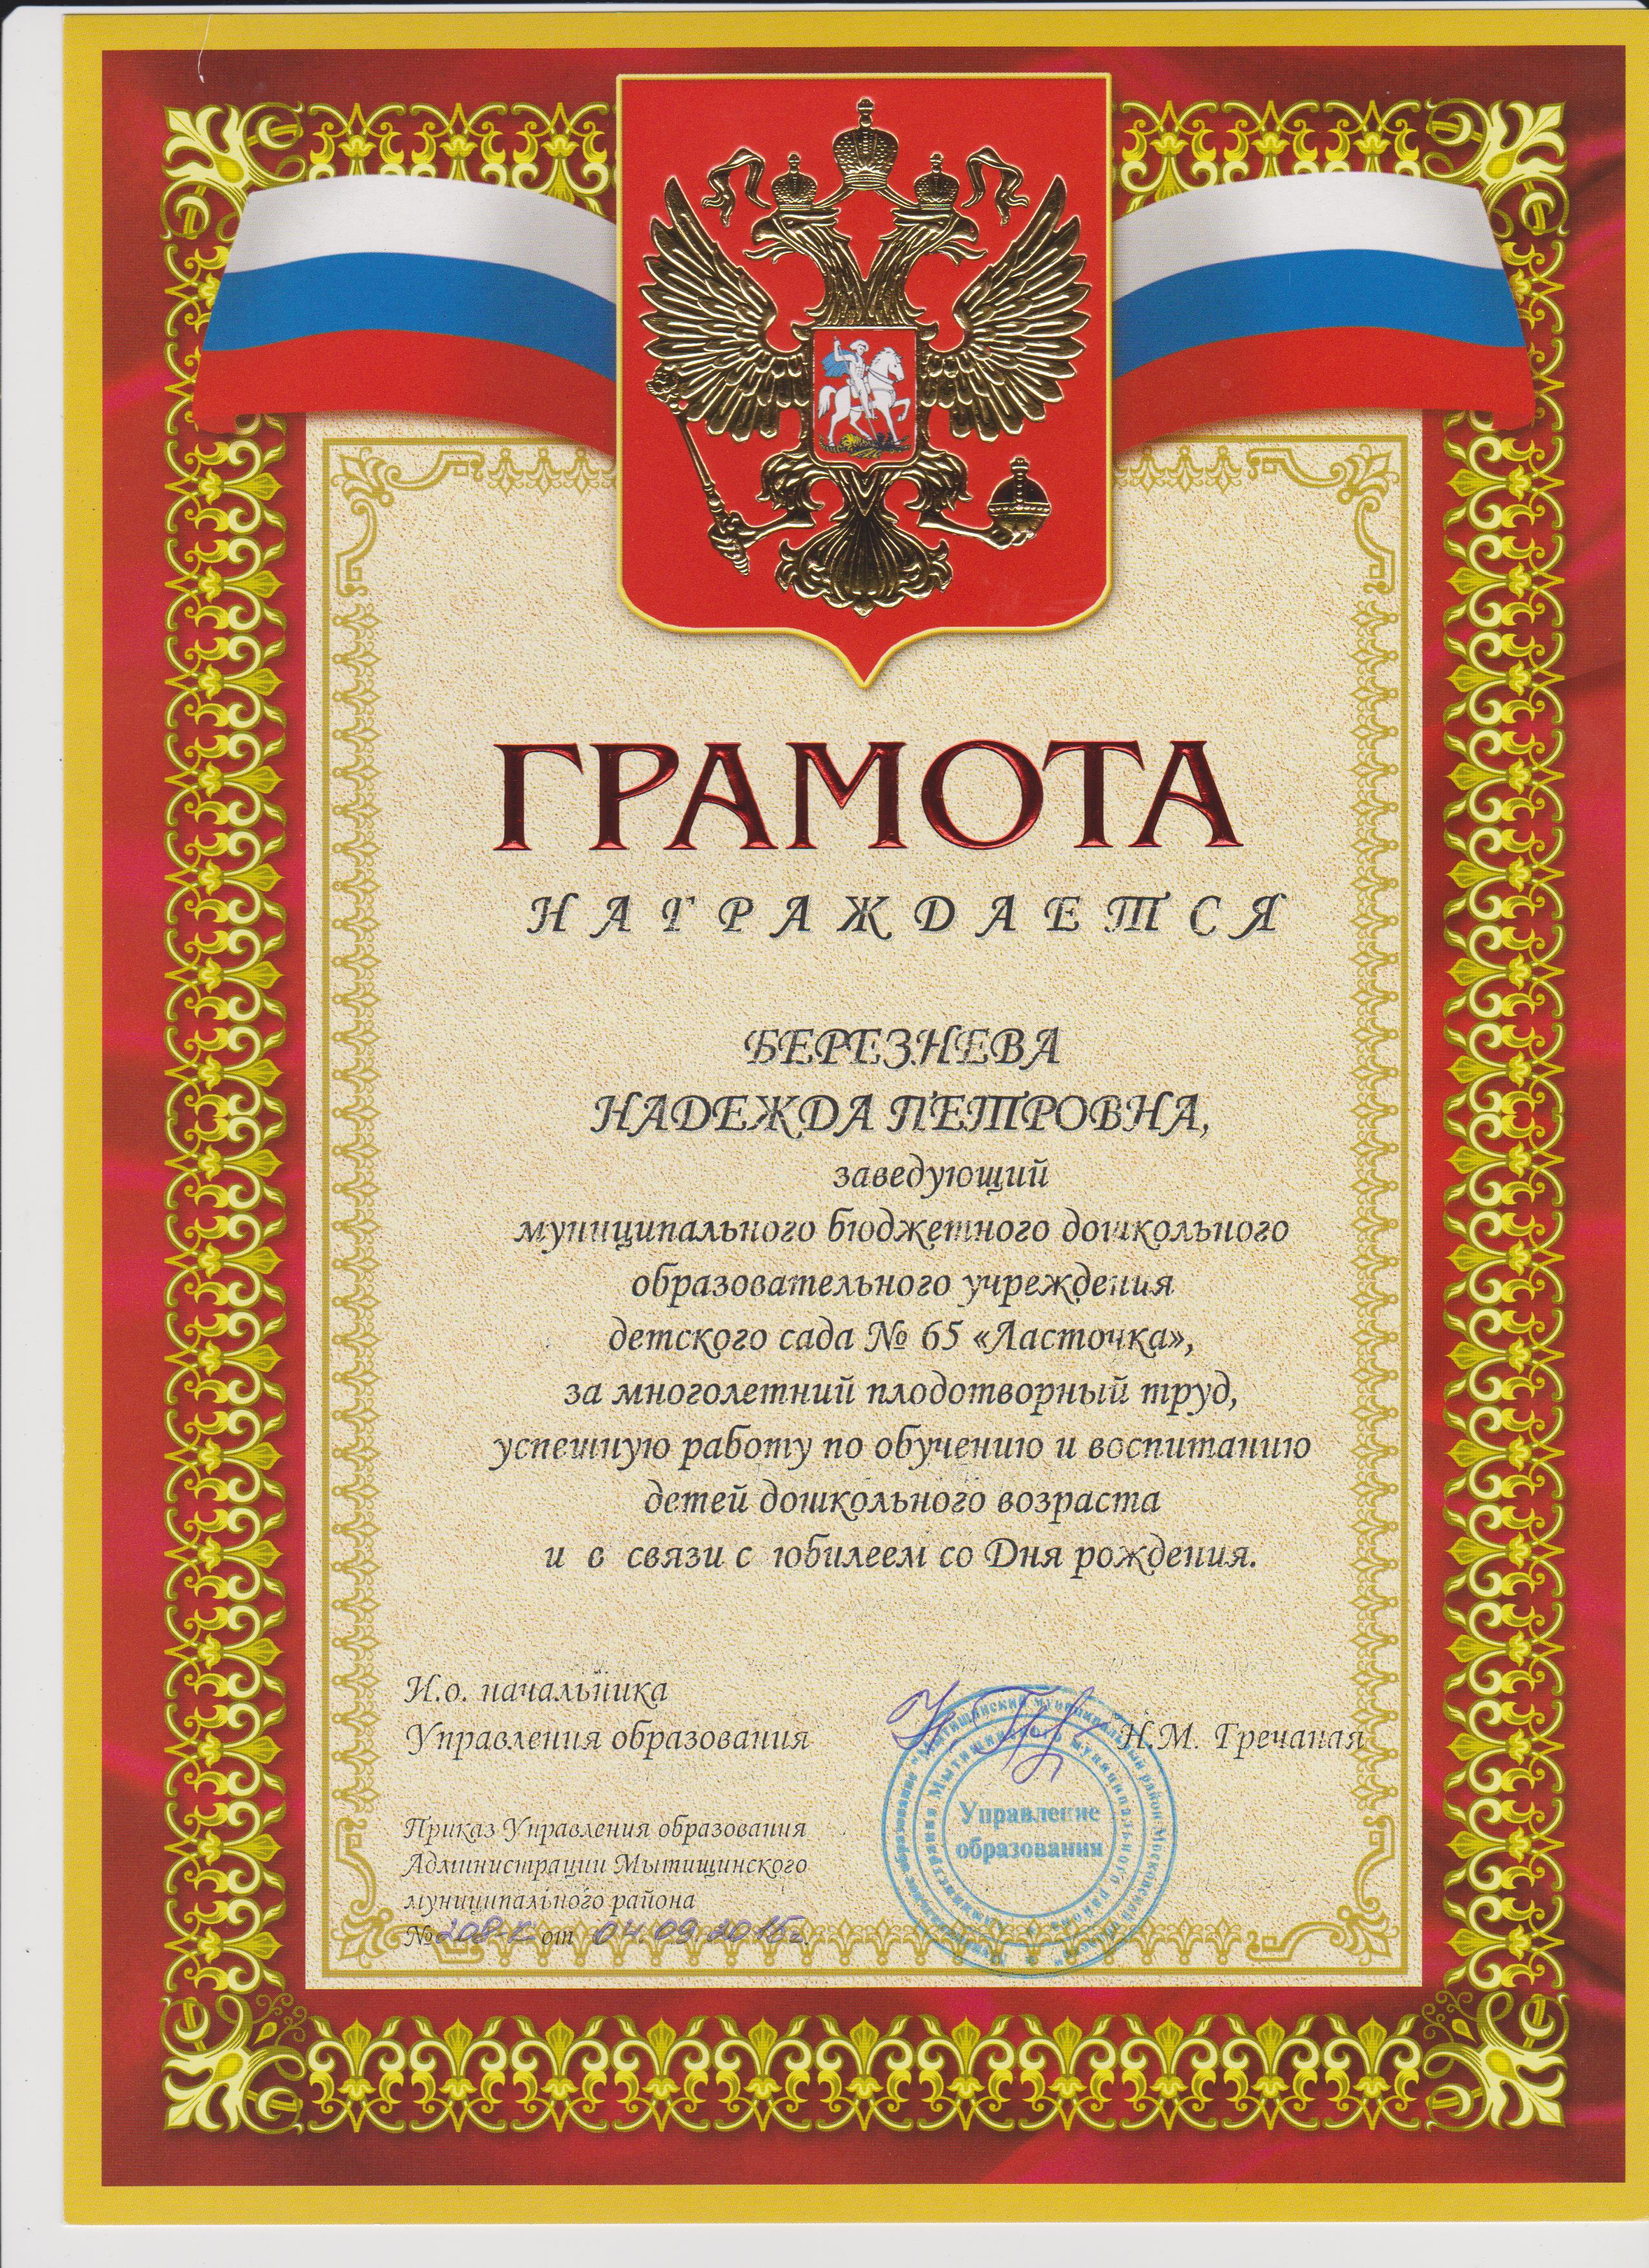 ГРАМОТА
НАГРАЖДАЕТСЯ
БЕРЕЗНЕВА
НАДЕЖДА ПЕТРОВНА,
заведующий
муниципального бюджетного дошкольного
образовательного учреждения
детского сада № 65 «Ласточка»,
за многолетний плодотворный труд,
успешную работу по обучению и воспитанию
детей дошкольного возраста
и в связи с юбилеем со Дня рождения.
И.о. начальника
Управления образования
Н.М. Гречаная
Управление
образования
Приказ Управления образования
Администрации Мытищинского
муниципального района
№ 208-к от 04.09.2015г.